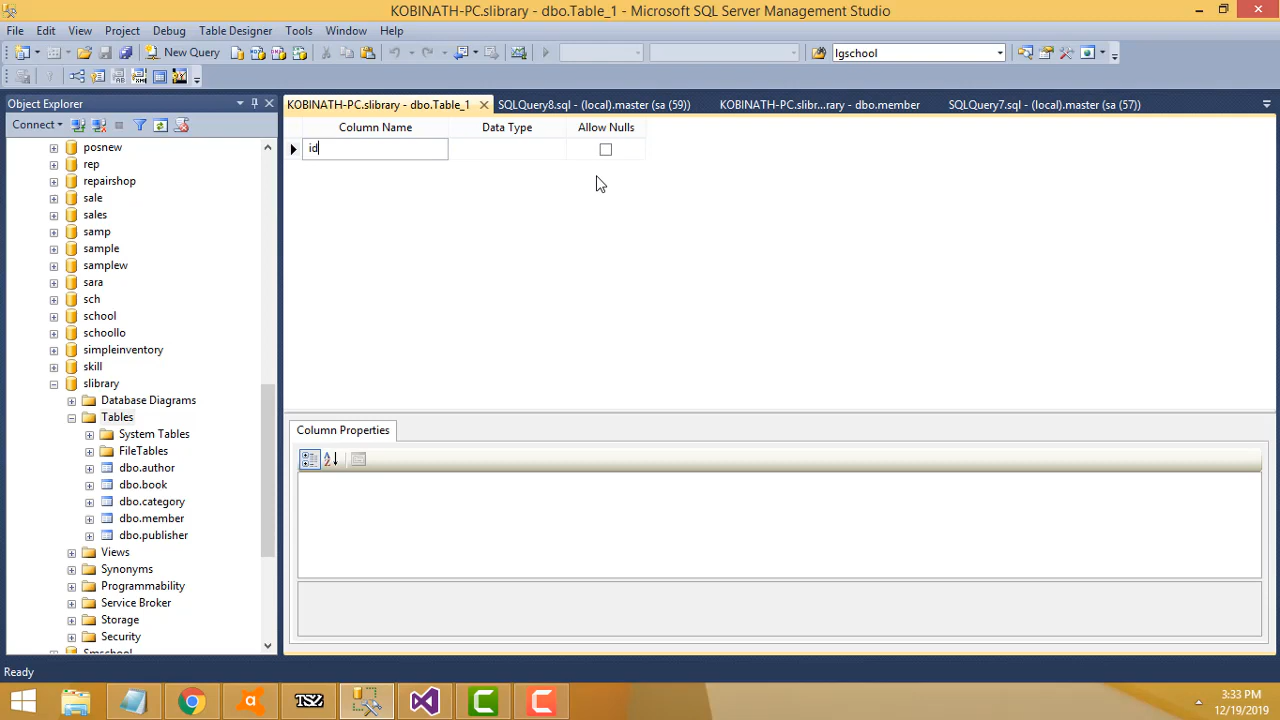 KOBINATH-PC.slibrary - dbo.Table_1 - Microsoft SQL Server Management Studio
File Edit View Project Debug Table Designer Tools Window Help
New Query lgschool
Object Explorer
KOBINATH-PC.slibrary - dbo.Table_1 SQLQuery8.sql - (local).master (sa (59)) KOBINATH-PC.slibr...rary - dbo.member SQLQuery7.sql - (local).master (sa (57))
Connect
Column Name Data Type Allow Nulls
id
posnew
rep
repairshop
sale
sales
samp
sample
samplew
sara
sch
school
schoollo
simpleinventory
skill
slibrary
Database Diagrams
Tables
System Tables
FileTables
dbo.author
dbo.book
dbo.category
dbo.member
dbo.publisher
Views
Synonyms
Programmability
Service Broker
Storage
Security
Smschool
Column Properties
Ready
TSZ
3:33 PM
12/19/2019